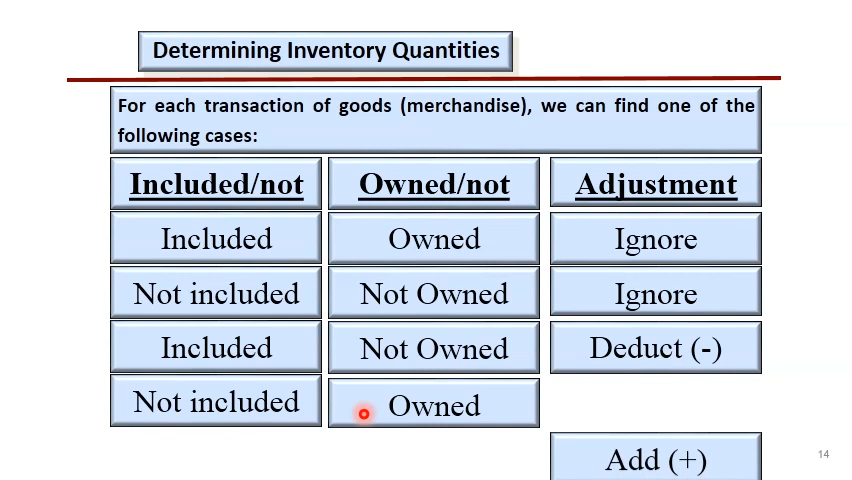 Determining Inventory Quantities
For each transaction of goods (merchandise), we can find one of the
following cases:
Included/not Owned/not Adjustment
Included Owned Ignore
Not included Not Owned Ignore
Included Not Owned Deduct (-)
Not included Owned
Add (+)
14